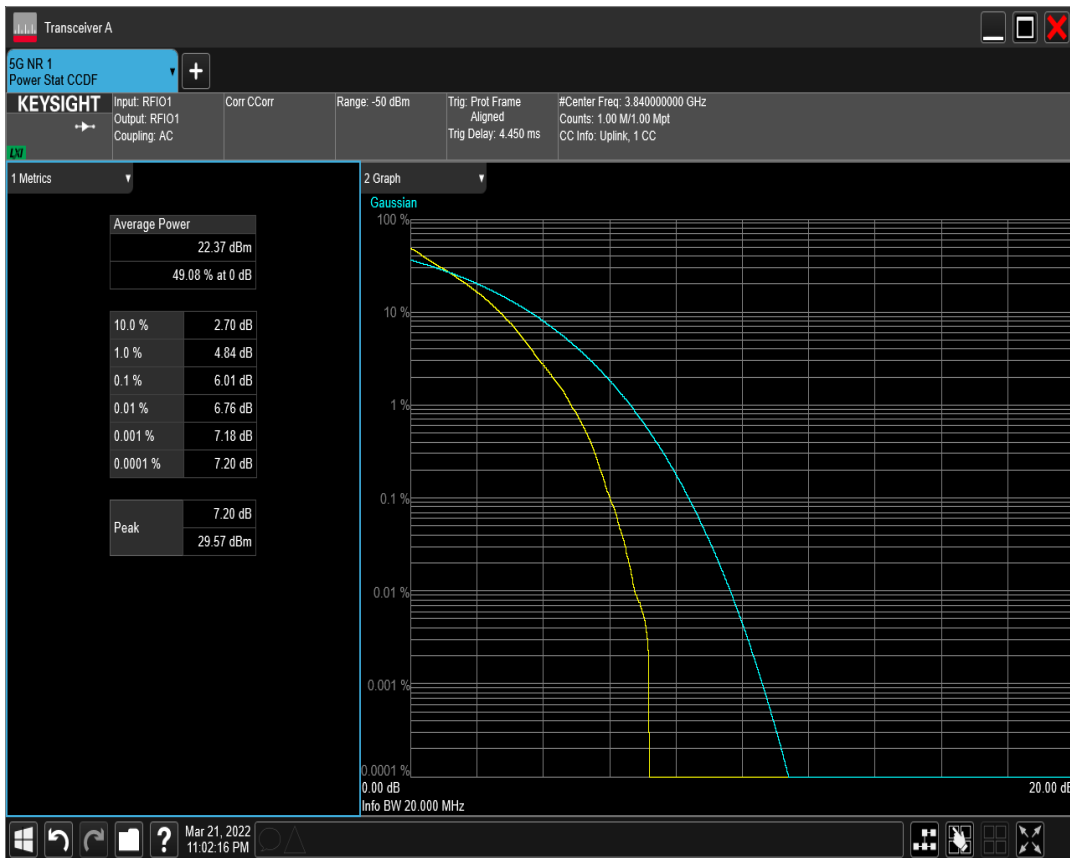 Transceiver A
5G NR 1
Power Stat CCDF
KEYSIGHT
LXI
Input: RFIO1
Output: RFIO1
Coupling: AC
Corr CCorr
Range: -50 dBm
Trig: Prot Frame
Aligned
Trig Delay: 4.450 ms
#Center Freq: 3.840000000 GHz
Counts: 1.00 M/1.00 Mpt
CC Info: Uplink, 1 CC
1 Metrics
Average Power
22.37 dBm
49.08 % at 0 dB
10.0 % 2.70 dB
1.0 % 4.84 dB
0.1 % 6.01 dB
0.01 % 6.76 dB
0.001 % 7.18 dB
0.0001 % 7.20 dB
Peak
7.20 dB
29.57 dBm
2 Graph
Gaussian
100 %
10 %
1 %
0.1 %
0.01 %
0.001 %
0.0001 %
0.00 dB 20.00 dB
Info BW 20.000 MHz
Mar 21, 2022
11:02:16 PM